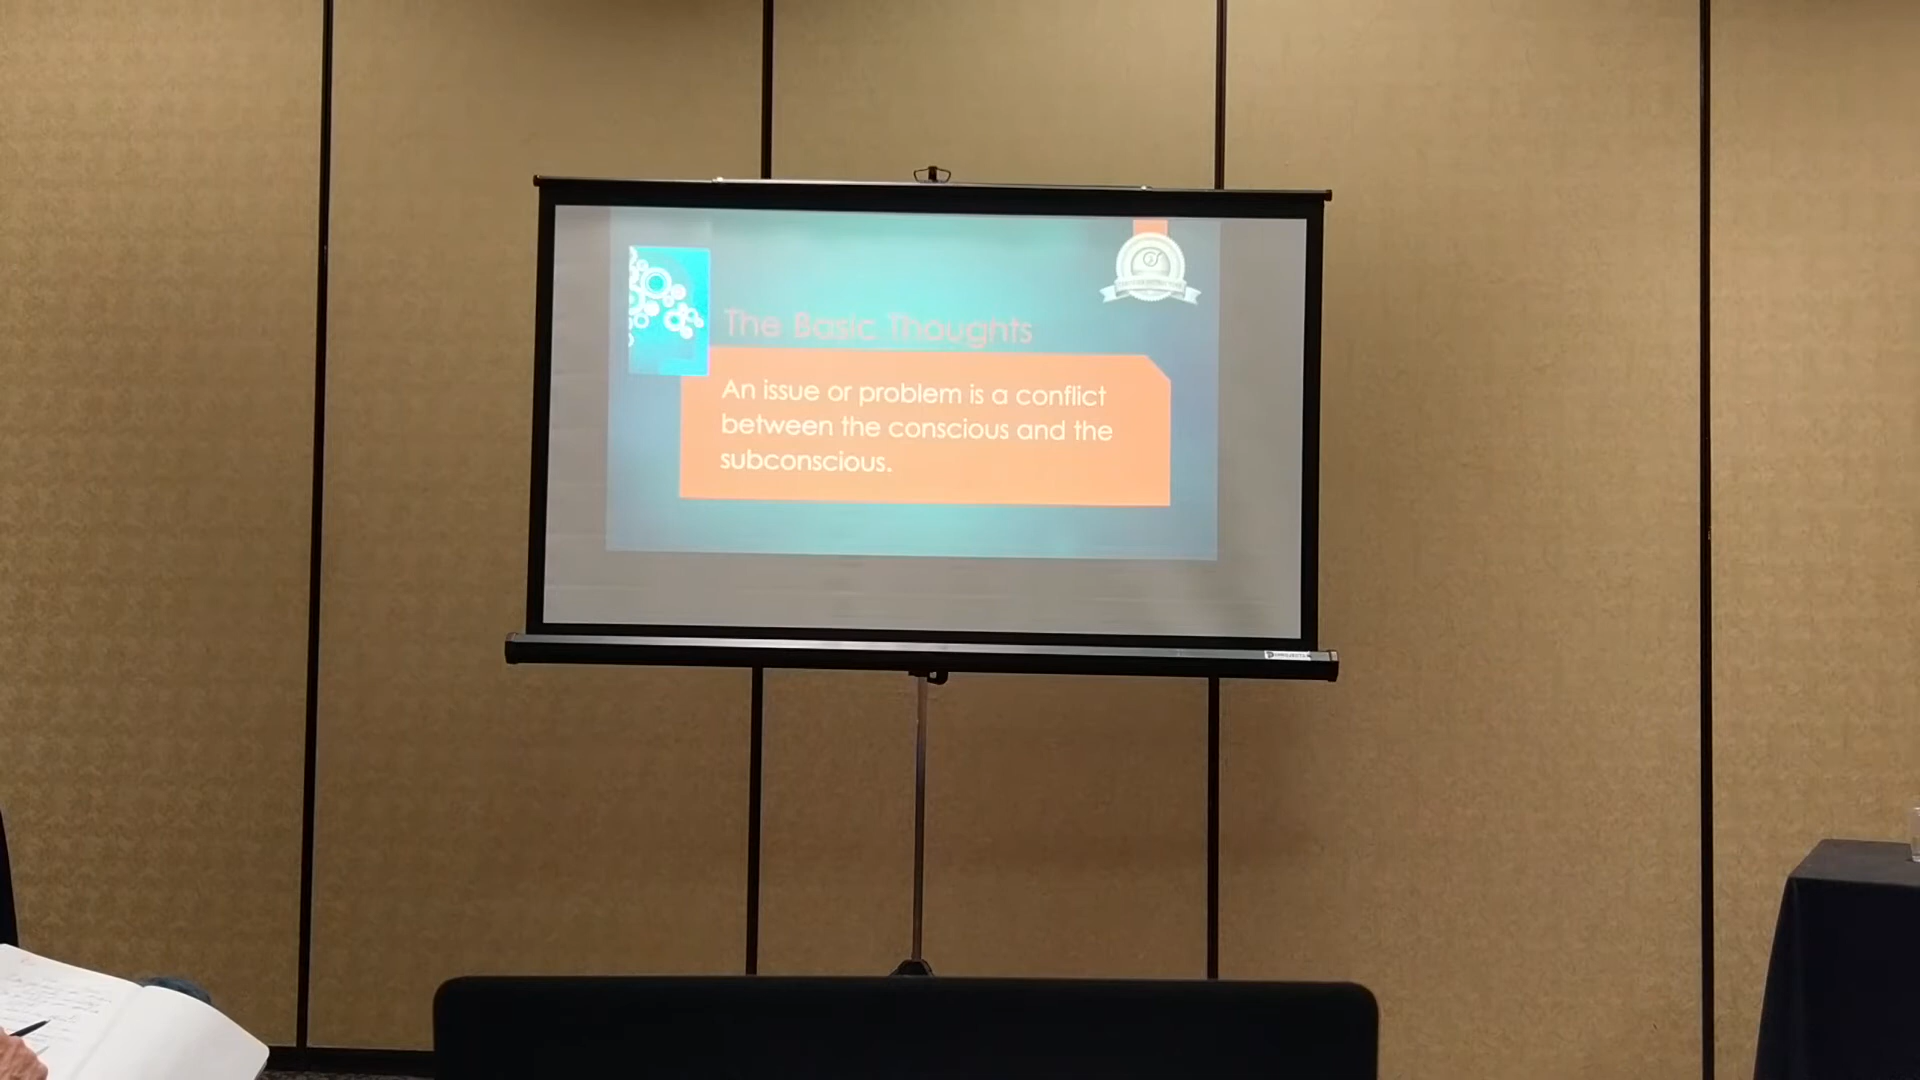 The Basic Thoughts
An issue or problem is a conflict
between the conscious and the
subconscious.